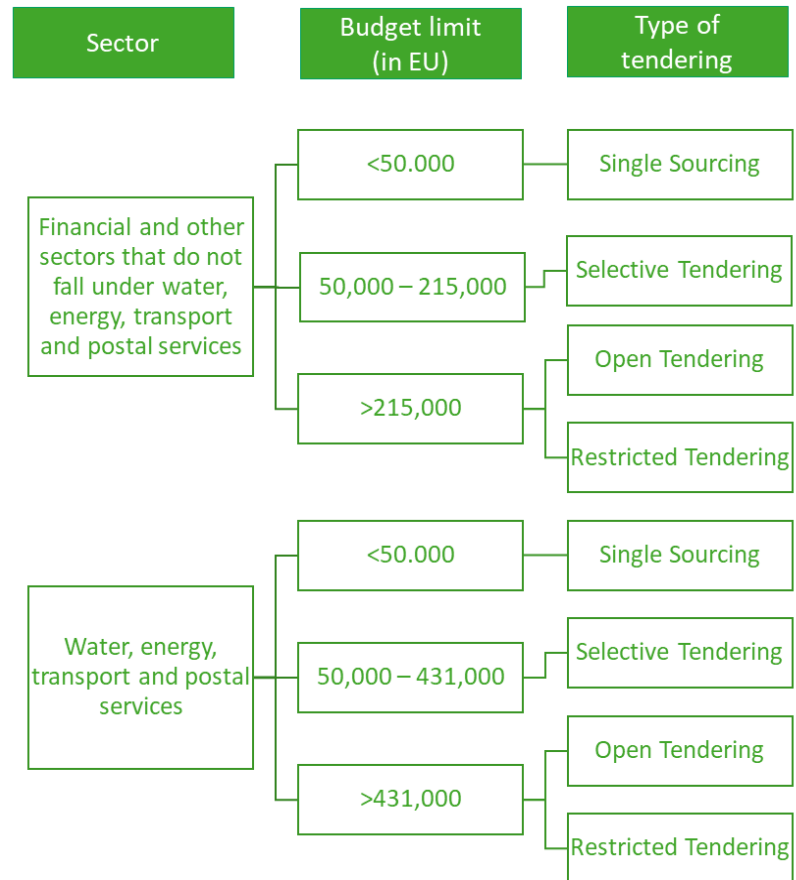 Sector
Budget limit
(in EU)
Type of
tendering
Financial and other
sectors that do not
fall under water,
energy, transport
and postal services
<50.000
Single Sourcing
50,000 – 215,000
Selective Tendering
>215,000
Open Tendering
Restricted Tendering
Water, energy,
transport and postal
services
<50.000
Single Sourcing
50,000 – 431,000
Selective Tendering
>431,000
Open Tendering
Restricted Tendering